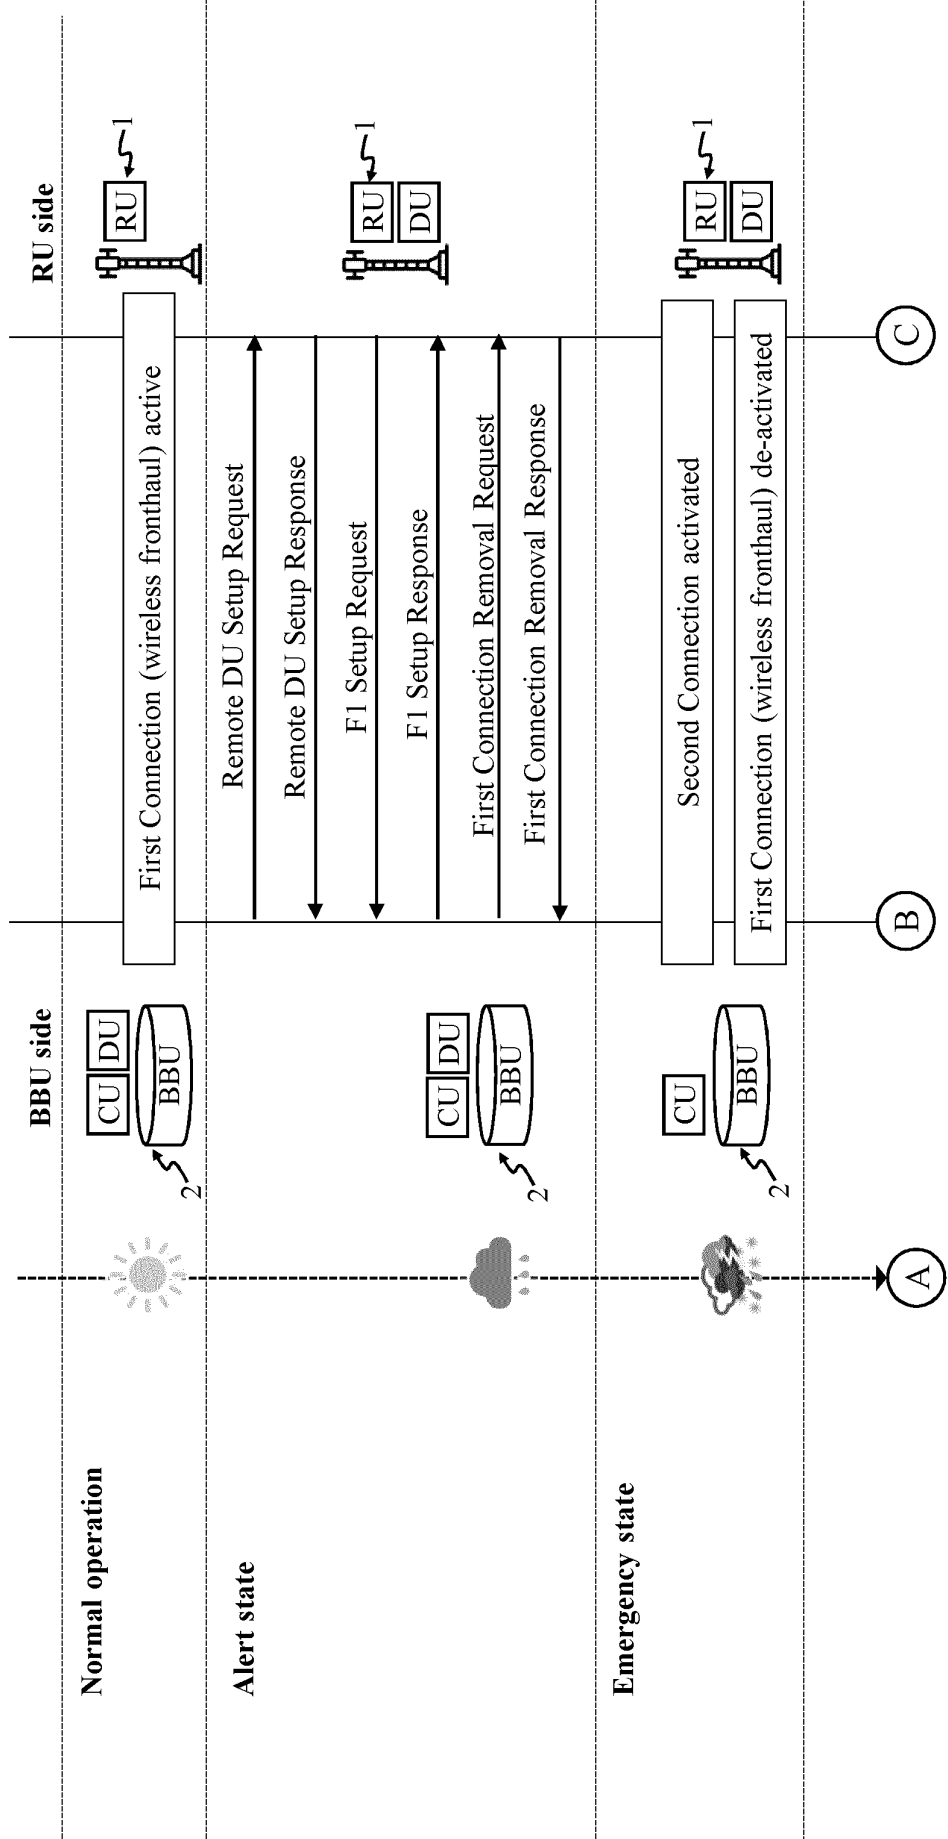 BBU side
RU side
Normal operation
2
CU
DU
BBU
First Connection (wireless fronthaul) active
RU
1
Alert state
Remote DU Setup Request
Remote DU Setup Response
F1 Setup Request
F1 Setup Response
First Connection Removal Request
First Connection Removal Response
2
CU
DU
BBU
RU
DU
1
Emergency state
2
CU
BBU
Second Connection activated
First Connection (wireless fronthaul) de-activated
RU
DU
1
A
B
C